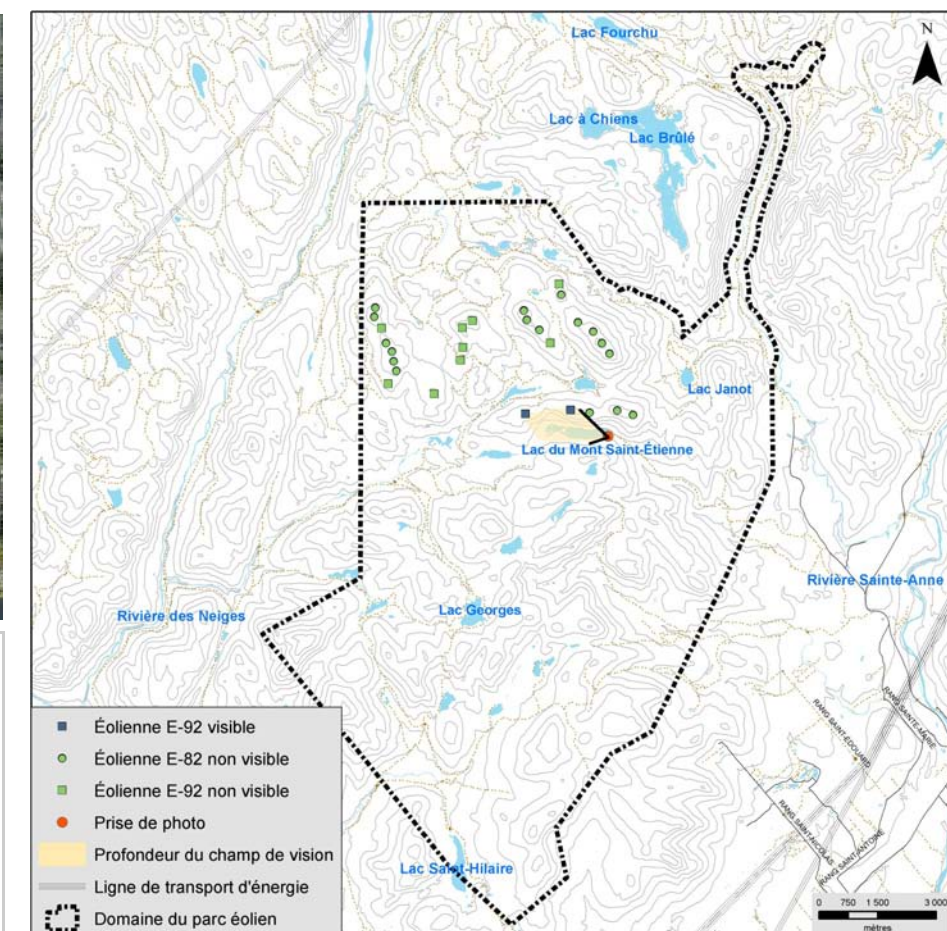 Lac Fourchu
N
Lac à Chiens
Lac Brûlé
Lac Janot
Lac du Mont Saint-Étienne
Rivière Sainte-Anne
Lac Georges
Rivière des Neiges
RANG SAINTE-MARIE
RANG SAINT-ÉDOUARD
RANG SAINT-NICOLAS
RANG SAINT-ANTOINE
Lac Saint-Hilaire
Éolienne E-92 visible
Éolienne E-82 non visible
Éolienne E-92 non visible
Prise de photo
Profondeur du champ de vision
Ligne de transport d'énergie
Domaine du parc éolien
0 750 1 500 3 000
mètres